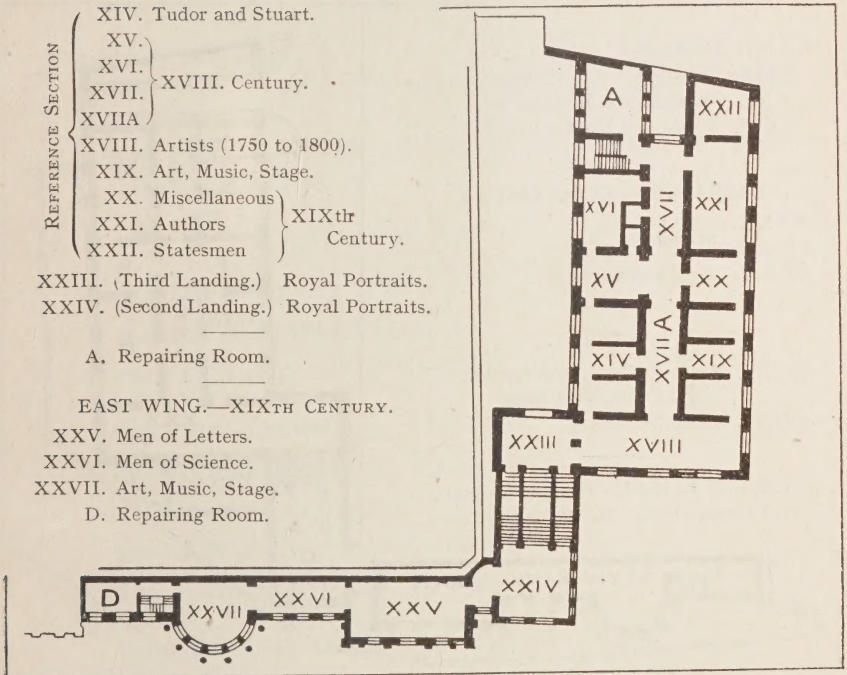 XIV. Tudor and Stuart.
XV.
XVI.
XVII.
XVIIA
XVIII. Century.
XVIII. Artists (1750 to 1800).
XIX. Art, Music, Stage.
XX. Miscellaneous
XXI. Authors
XXII. Statesmen
XIXth
Century.
REFERENCE SECTION
XXIII. (Third Landing.) Royal Portraits.
XXIV. (Second Landing.) Royal Portraits.
A. Repairing Room.
EAST WING.—XIXTH CENTURY.
XXV. Men of Letters.
XXVI. Men of Science.
XXVII. Art, Music, Stage.
D. Repairing Room.
A
XXII
XVI
XVII
XXI
XV
XX
XVIIA
XIV
XIX
XXIII
XVIII
XXIV
D
XXVII
XXVI
XXV